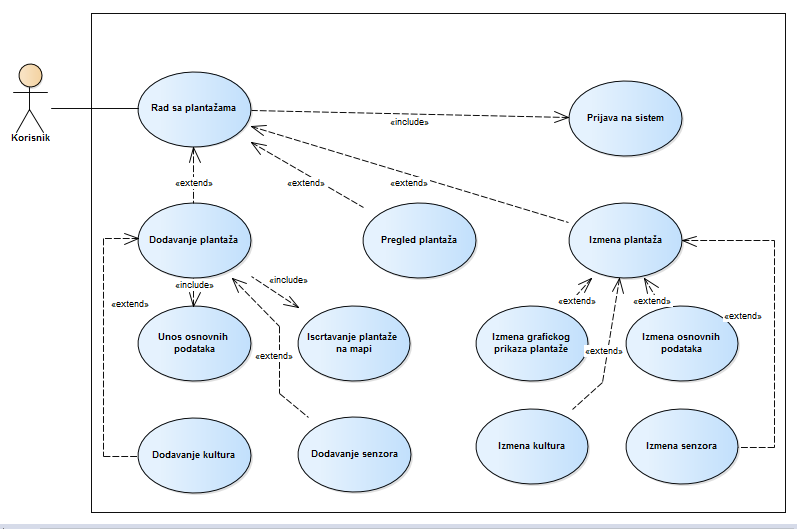 Rad sa plantažama
Prijava na sistem
«include»
Korisnik
«extend»
«extend»
«extend»
Dodavanje plantaža
Pregled plantaža
Izmena plantaža
«include»
«include»
«extend»
«extend»
«extend»
«extend»
Unos osnovnih
podataka
Iscrtavanje plantaže
na mapi
Izmena grafickog
prikaza plantaže
Izmena osnovnih
podataka
«extend»
«extend»
Dodavanje kultura
Dodavanje senzora
Izmena kultura
Izmena senzora